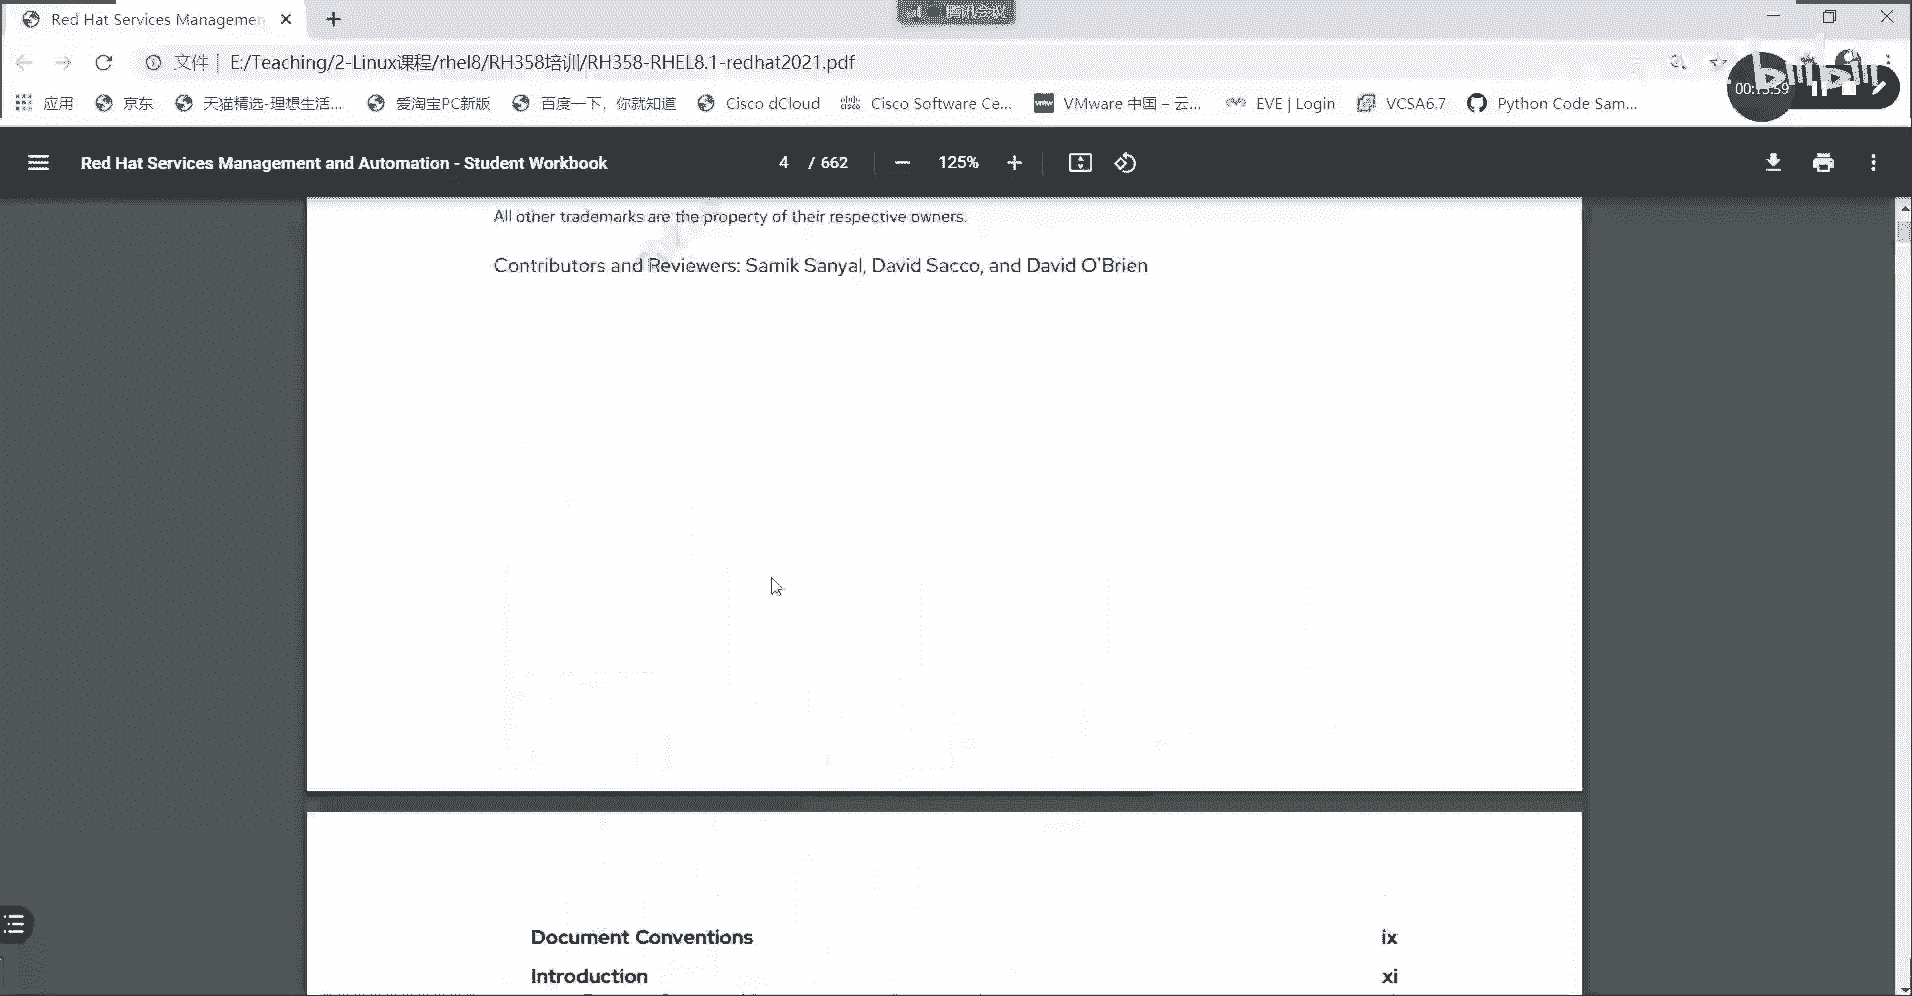 Red Hat Services Managemen
腾讯会议
文件 | E:/Teaching/2-Linux课程/rhel8/RH358培训/RH358-RHEL8.1-redhat2021.pdf
bilibili
00:13:59
应用 京东 天猫精选-理想生活... 爱淘宝PC新版 百度一下，你就知道 Cisco dCloud Cisco Software Ce... VMware 中国 – 云... EVE | Login VCSA6.7 Python Code Sam...
Red Hat Services Management and Automation - Student Workbook 4 / 662 125%
All other trademarks are the property of their respective owners.
Contributors and Reviewers: Samik Sanyal, David Sacco, and David O'Brien
Document Conventions ix
Introduction xi